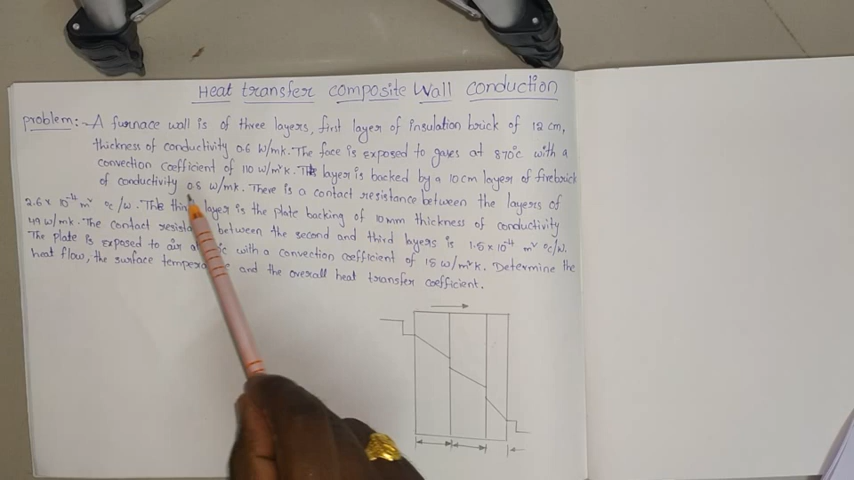 Heat transfer composite Wall conduction
problem:- A furnace wall is of three layers, first layer of insulation brick of 12 cm,
thickness of conductivity 0.6 W/mk. The face is exposed to gases at 870°c with a
convection coefficient of 110 W/m²k. The layer is backed by a 10cm layer of firebrick
of conductivity 0.8 W/mk. There is a contact resistance between the layers of
2.6 x 10⁻⁴ m² °c/w. The third layer is the plate backing of 10mm thickness of conductivity
49 W/mk. The contact between the second and third layers is 1.5 x 10⁻⁴ m² °c/w.
The plate is exposed to air with a convection coefficient of 15 W/m²k. Determine the
heat flow, the surface and the overall heat transfer coefficient.